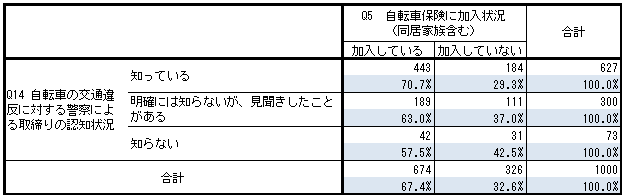 Q5 自転車保険に加入状況
（同居家族含む）
合計
加入している 加入していない
Q14 自転車の交通違
反に対する警察によ
る取締りの認知状況
知っている
443 184 627
70.7% 29.3% 100.0%
明確には知らないが、見聞きしたこと
がある
189 111 300
63.0% 37.0% 100.0%
知らない
42 31 73
57.5% 42.5% 100.0%
合計
674 326 1000
67.4% 32.6% 100.0%